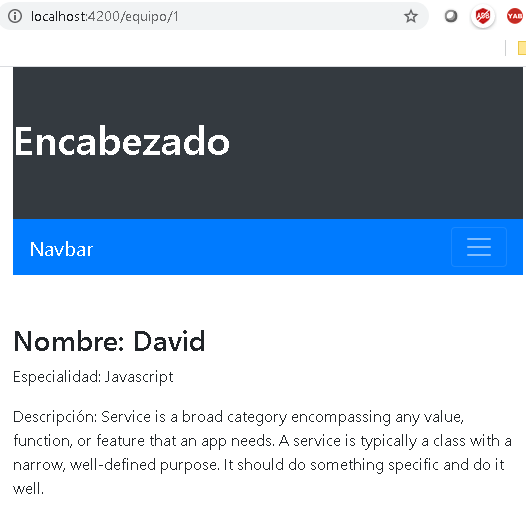 localhost:4200/equipo/1
ADB
YAB
Encabezado
Navbar
Nombre: David
Especialidad: Javascript
Descripción: Service is a broad category encompassing any value,
function, or feature that an app needs. A service is typically a class with a
narrow, well-defined purpose. It should do something specific and do it
well.